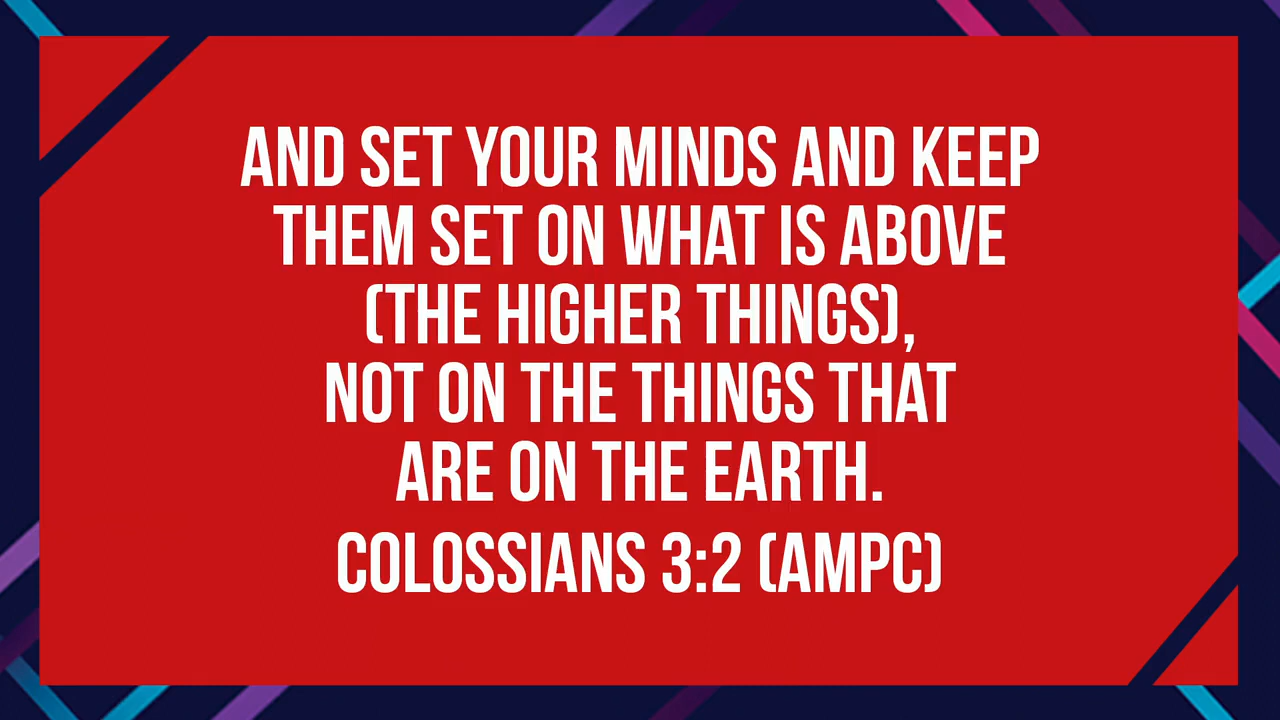 AND SET YOUR MINDS AND KEEP
THEM SET ON WHAT IS ABOVE
(THE HIGHER THINGS),
NOT ON THE THINGS THAT
ARE ON THE EARTH.
COLOSSIANS 3:2 (AMPC)